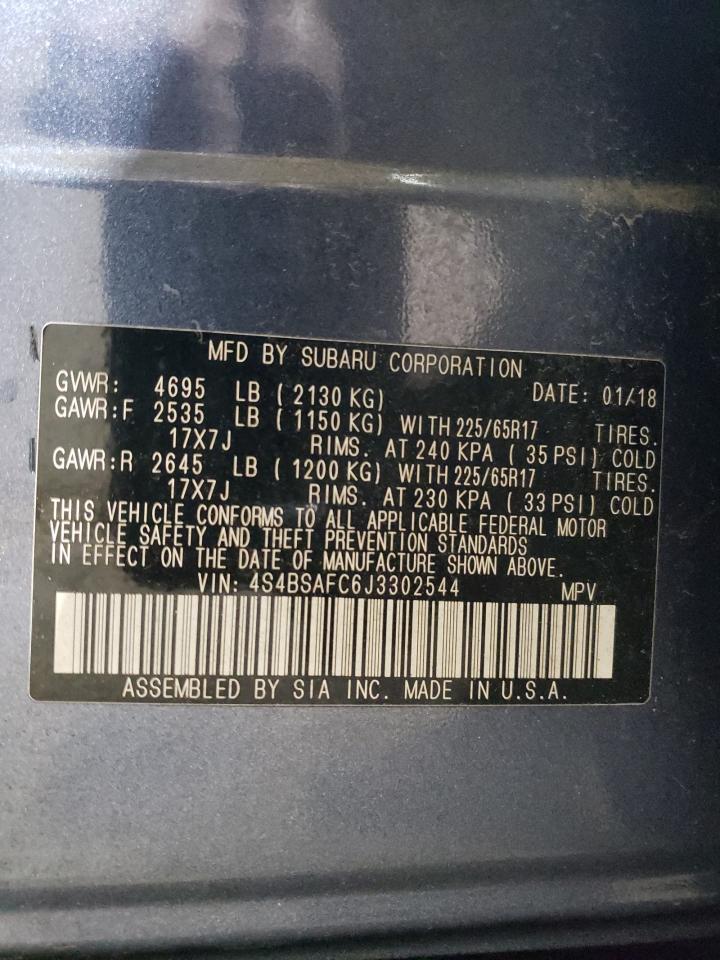 MFD BY SUBARU CORPORATION
GVWR: 4695 LB ( 2130 KG) DATE: 01/18
GAWR:F 2535 LB ( 1150 KG) WITH 225/65R17 TIRES.
17X7J RIMS. AT 240 KPA ( 35 PSI) COLD
GAWR:R 2645 LB ( 1200 KG) WITH 225/65R17 TIRES.
17X7J RIMS. AT 230 KPA ( 33 PSI) COLD
THIS VEHICLE CONFORMS TO ALL APPLICABLE FEDERAL MOTOR
VEHICLE SAFETY AND THEFT PREVENTION STANDARDS
IN EFFECT ON THE DATE OF MANUFACTURE SHOWN ABOVE.
VIN: 4S4BSAFC6J3302544 MPV
ASSEMBLED BY SIA INC. MADE IN U.S.A.